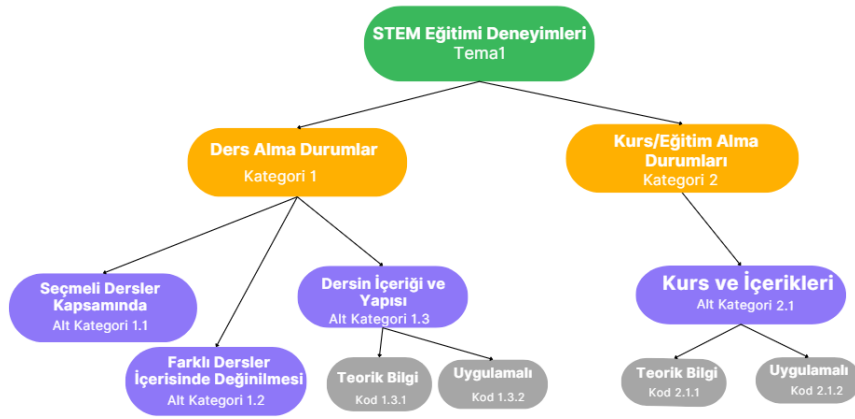 STEM Eğitimi Deneyimleri
Tema1
Ders Alma Durumlar
Kategori 1
Kurs/Eğitim Alma
Durumları
Kategori 2
Seçmeli Dersler
Kapsamında
Alt Kategori 1.1
Farklı Dersler
İçerisinde Değinilmesi
Alt Kategori 1.2
Dersin İçeriği ve
Yapısı
Alt Kategori 1.3
Kurs ve İçerikleri
Alt Kategori 2.1
Teorik Bilgi
Kod 1.3.1
Uygulamalı
Kod 1.3.2
Teorik Bilgi
Kod 2.1.1
Uygulamalı
Kod 2.1.2